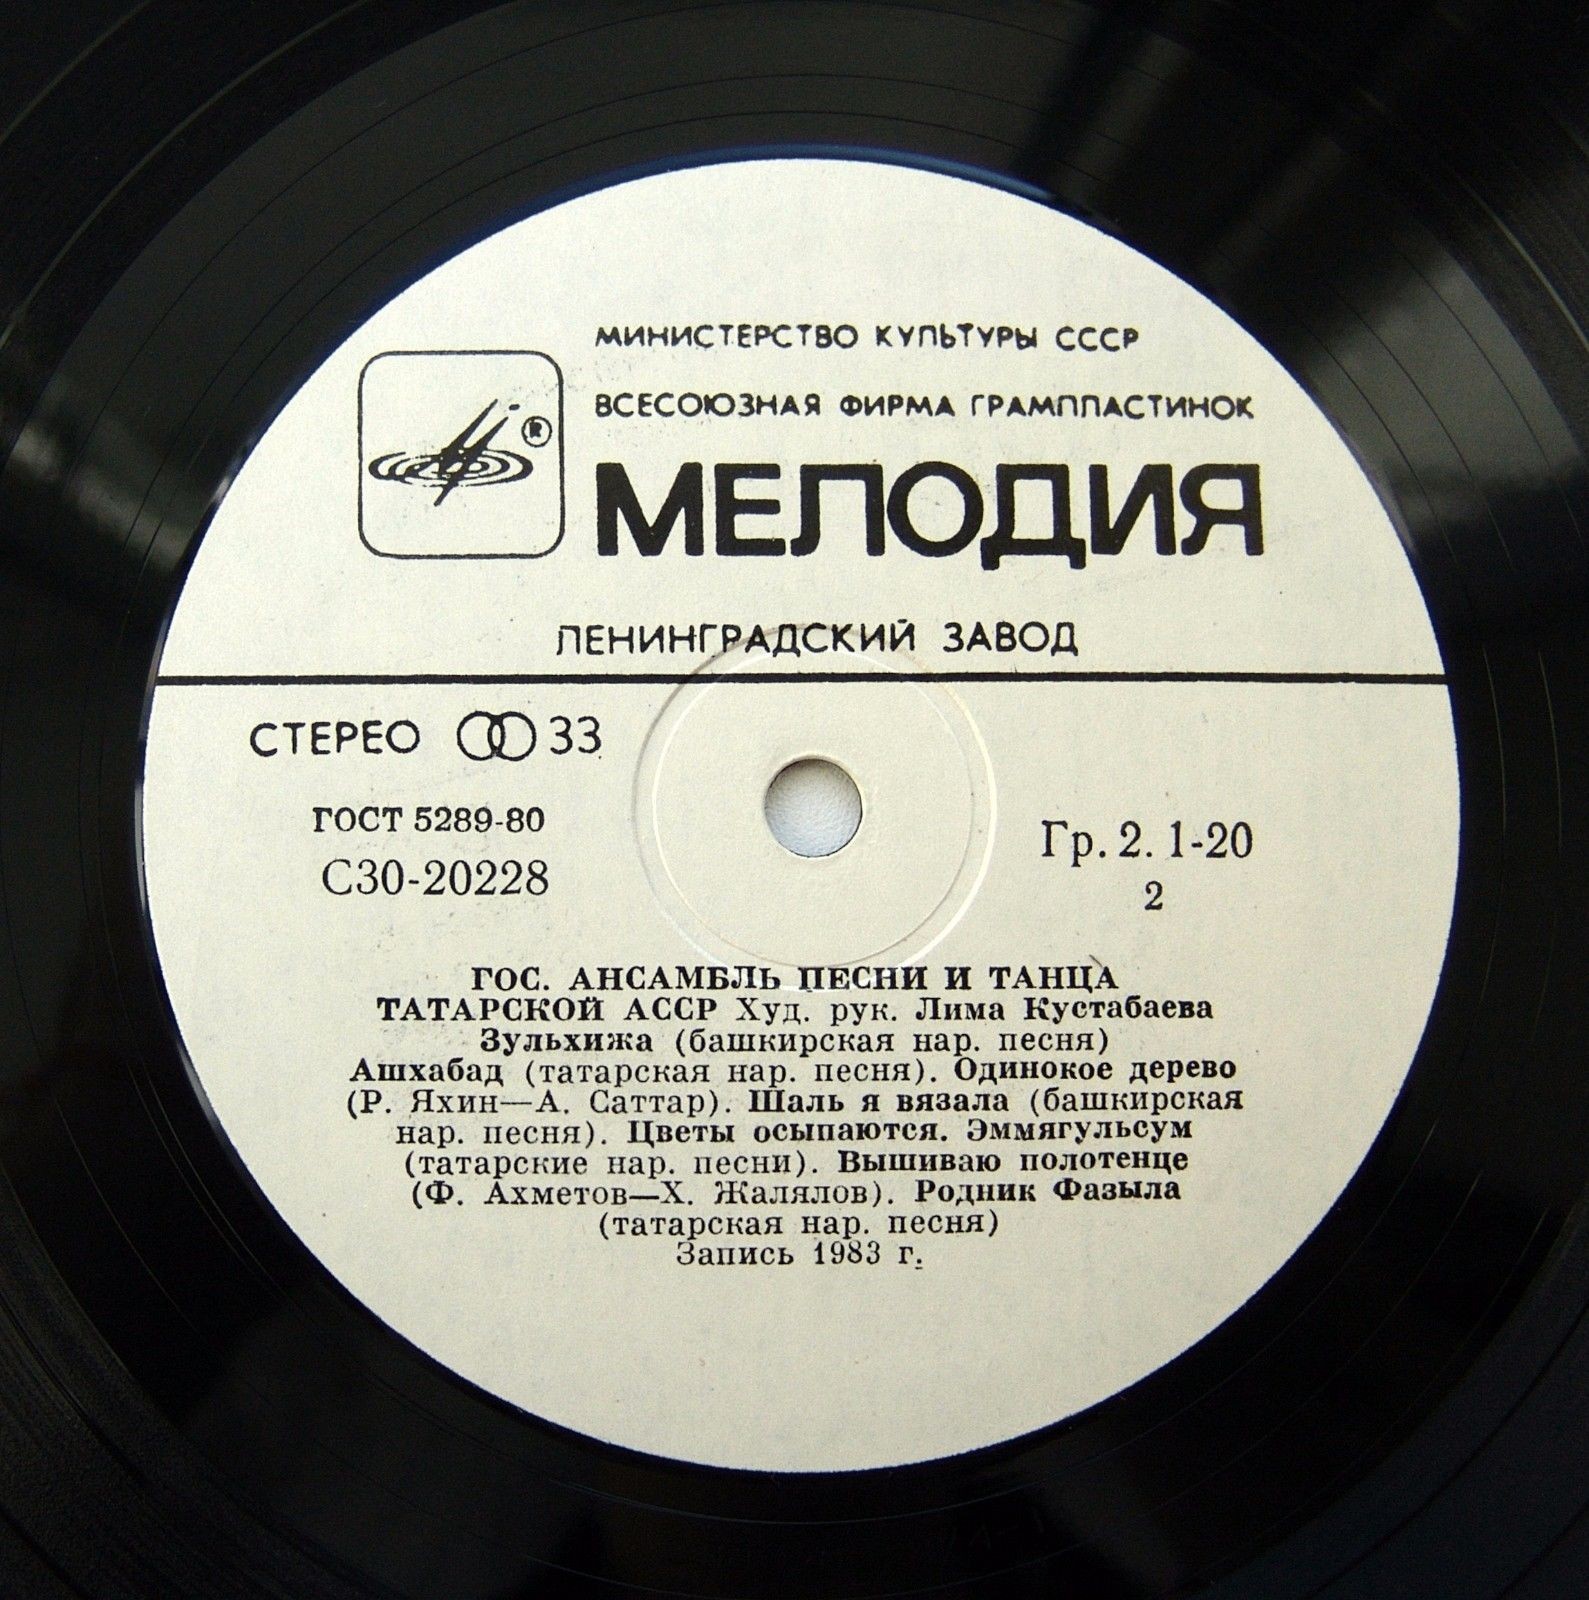 МИНИСТЕРСТВО КУЛЬТУРЫ СССР
ВСЕСОЮЗНАЯ ФИРМА ГРАМПЛАСТИНОК
®
МЕЛОДИЯ
ЛЕНИНГРАДСКИЙ ЗАВОД
СТЕРЕО 33
ГОСТ 5289-80
С30-20228
Гр. 2. 1-20
2
ГОС. АНСАМБЛЬ ПЕСНИ И ТАНЦА
ТАТАРСКОЙ АССР Худ. рук. Лима Кустабаева
Зульхижа (башкирская нар. песня)
Ашхабад (татарская нар. песня). Одинокое дерево
(Р. Яхин—А. Саттар). Шаль я вязала (башкирская
нар. песня). Цветы осыпаются. Эммягульсум
(татарские нар. песни). Вышиваю полотенце
(Ф. Ахметов—Х. Жалялов). Родник Фазыла
(татарская нар. песня)
Запись 1983 г.